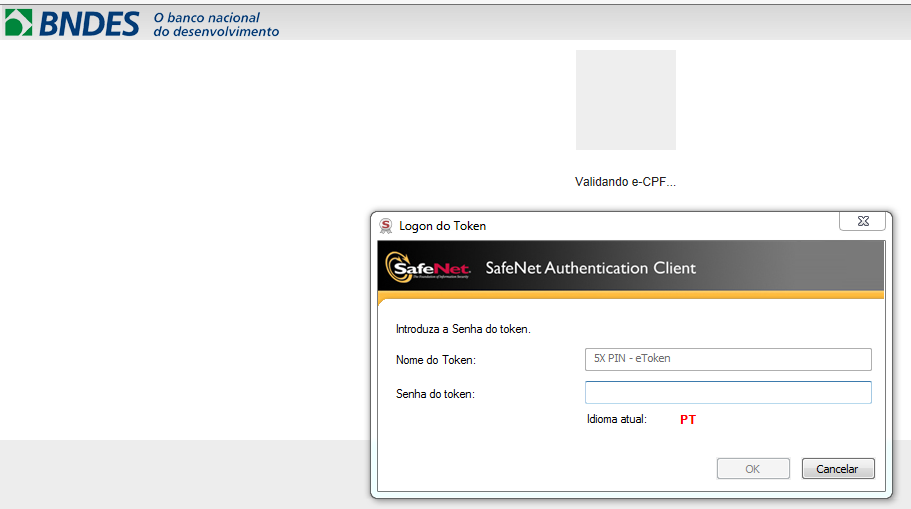 BNDES
O banco nacional
do desenvolvimento
Validando e-CPF...
Logon do Token
SafeNet.
SafeNet Authentication Client
Introduza a Senha do token.
Nome do Token:
5X PIN - eToken
Senha do token:
Idioma atual: PT
OK
Cancelar